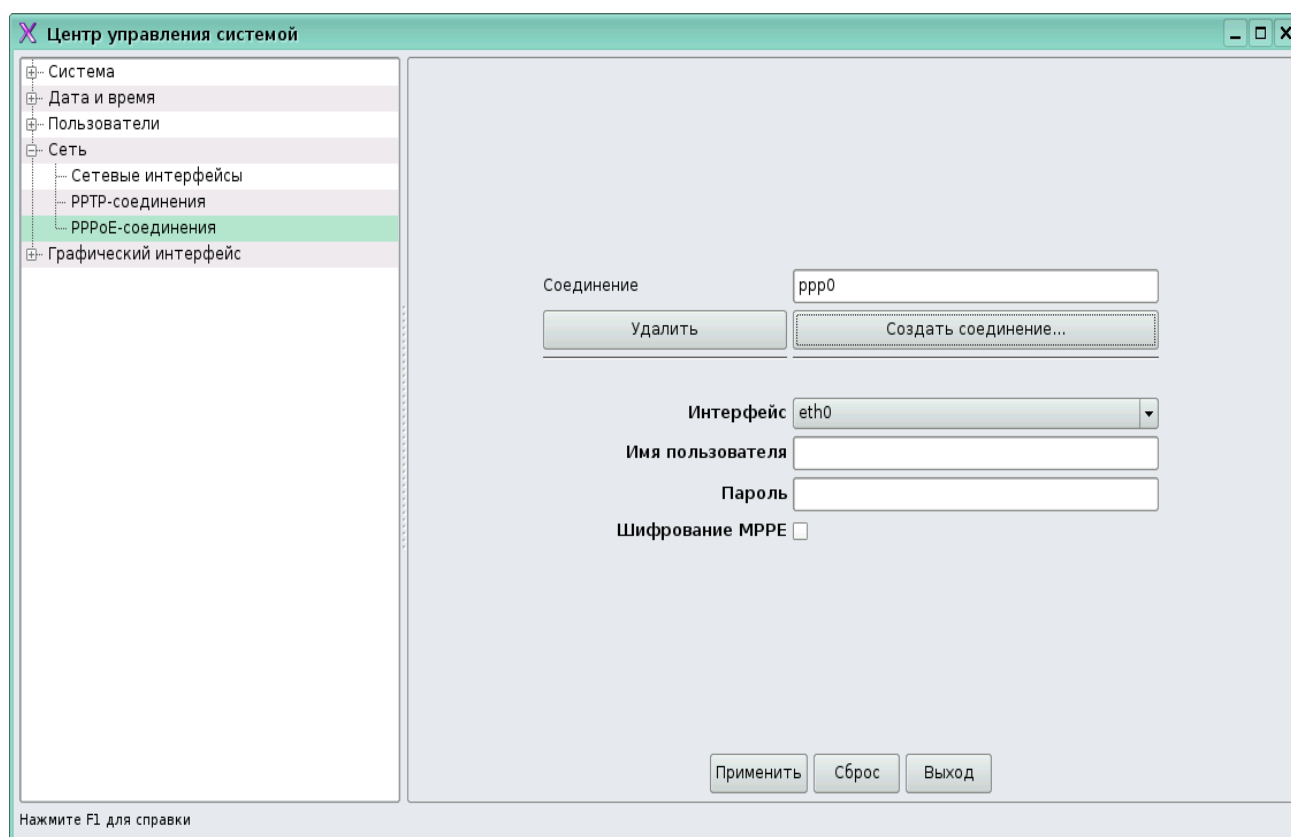 Центр управления системой
Система
Дата и время
Пользователи
Сеть
Сетевые интерфейсы
PPTP-соединения
PPPoE-соединения
Графический интерфейс
Соединение ppp0
Удалить Создать соединение...
Интерфейс eth0
Имя пользователя
Пароль
Шифрование MPPE
Применить Сброс Выход
Нажмите F1 для справки